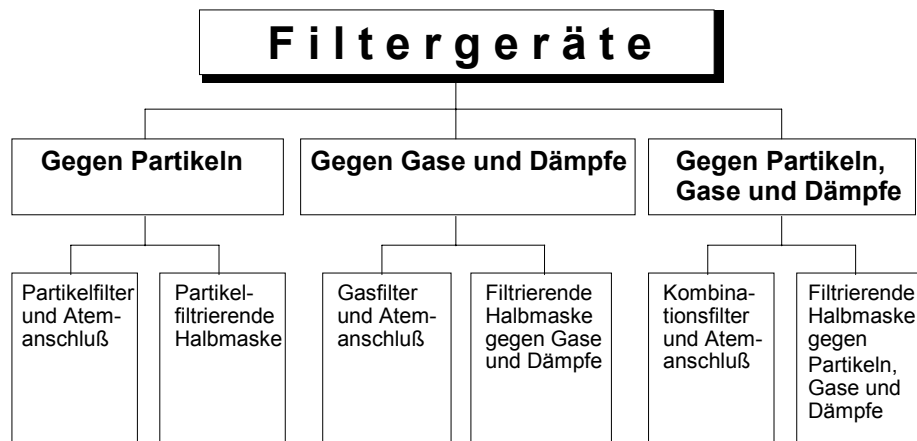 Filtergeräte
Gegen Partikeln
Gegen Gase und Dämpfe
Gegen Partikeln,
Gase und Dämpfe
Partikelfilter
und Atem-
anschluß
Partikel-
filtrierende
Halbmaske
Gasfilter
und Atem-
anschluß
Filtrierende
Halbmaske
gegen Gase
und Dämpfe
Kombina-
tionsfilter
und Atem-
anschluß
Filtrierende
Halbmaske
gegen
Partikeln,
Gase und
Dämpfe